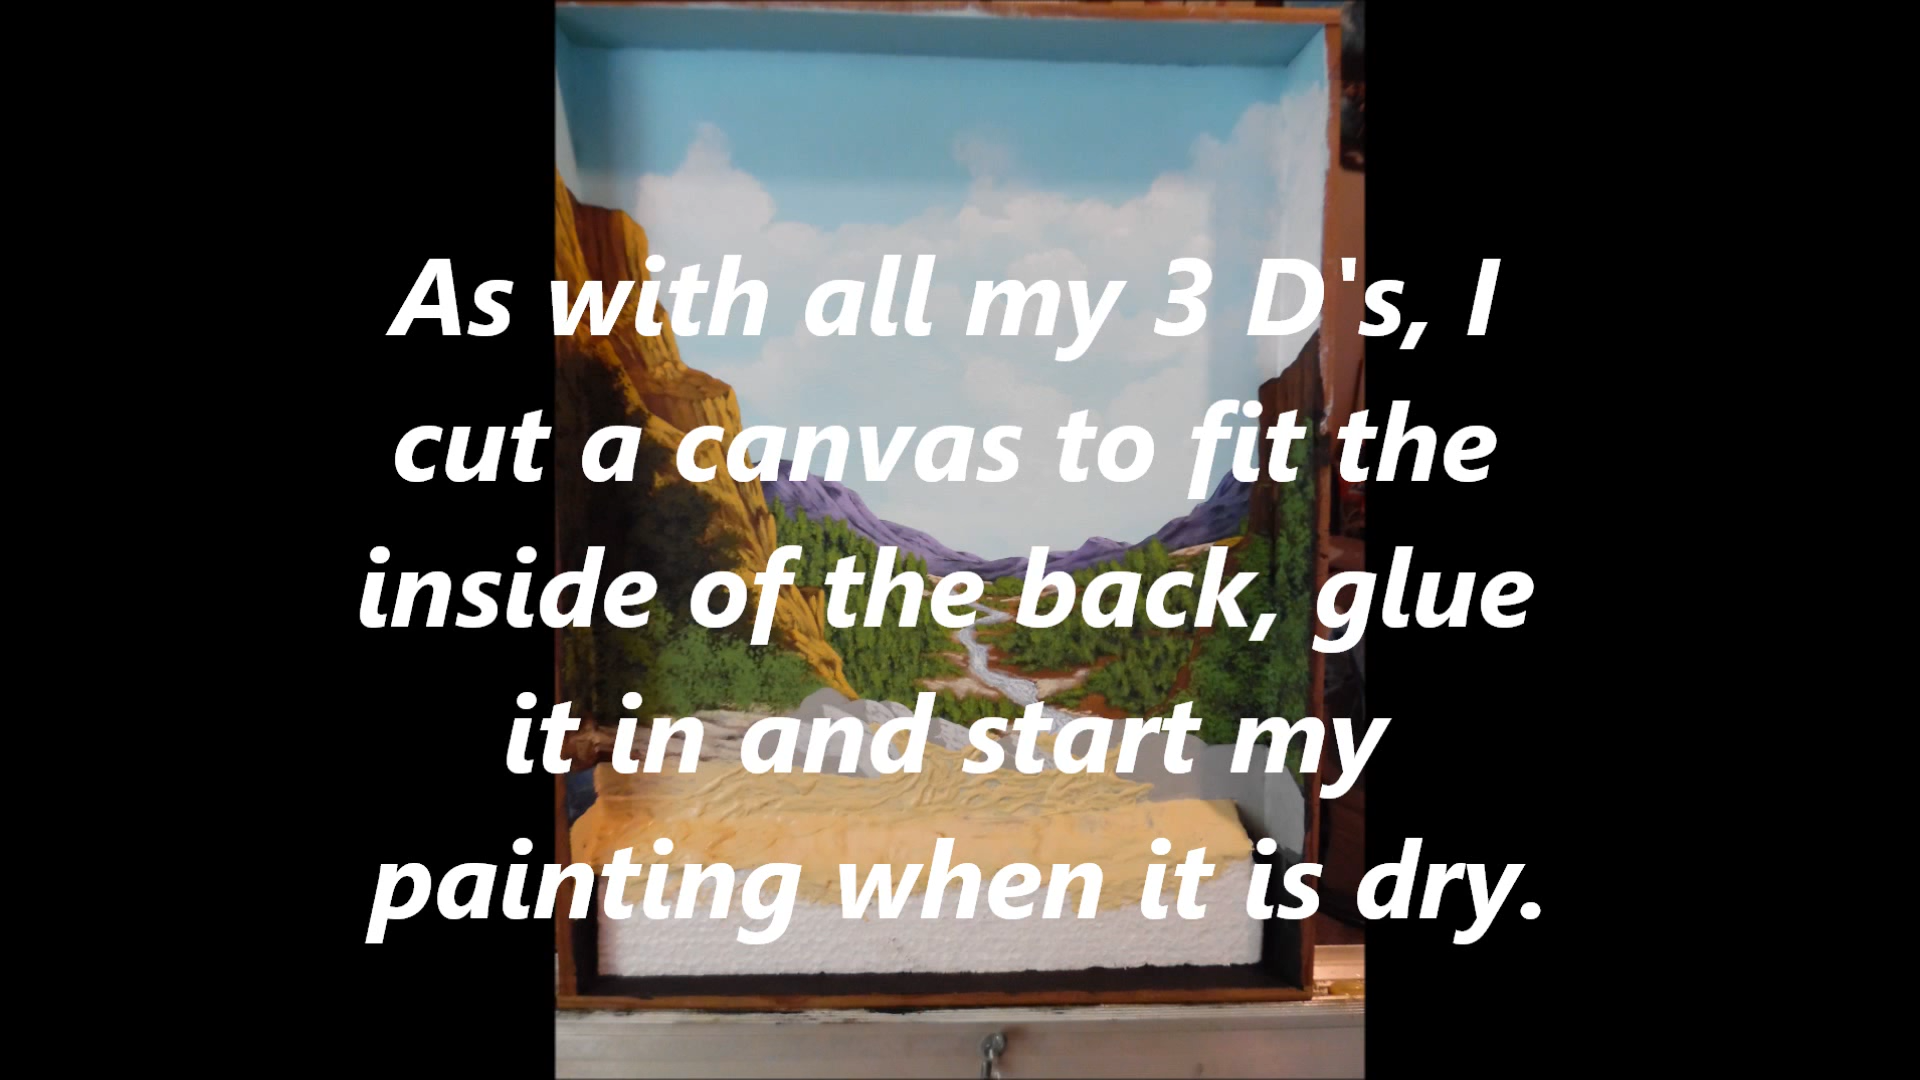 As with all my 3 D's, I
cut a canvas to fit the
inside of the back, glue
it in and start my
painting when it is dry.